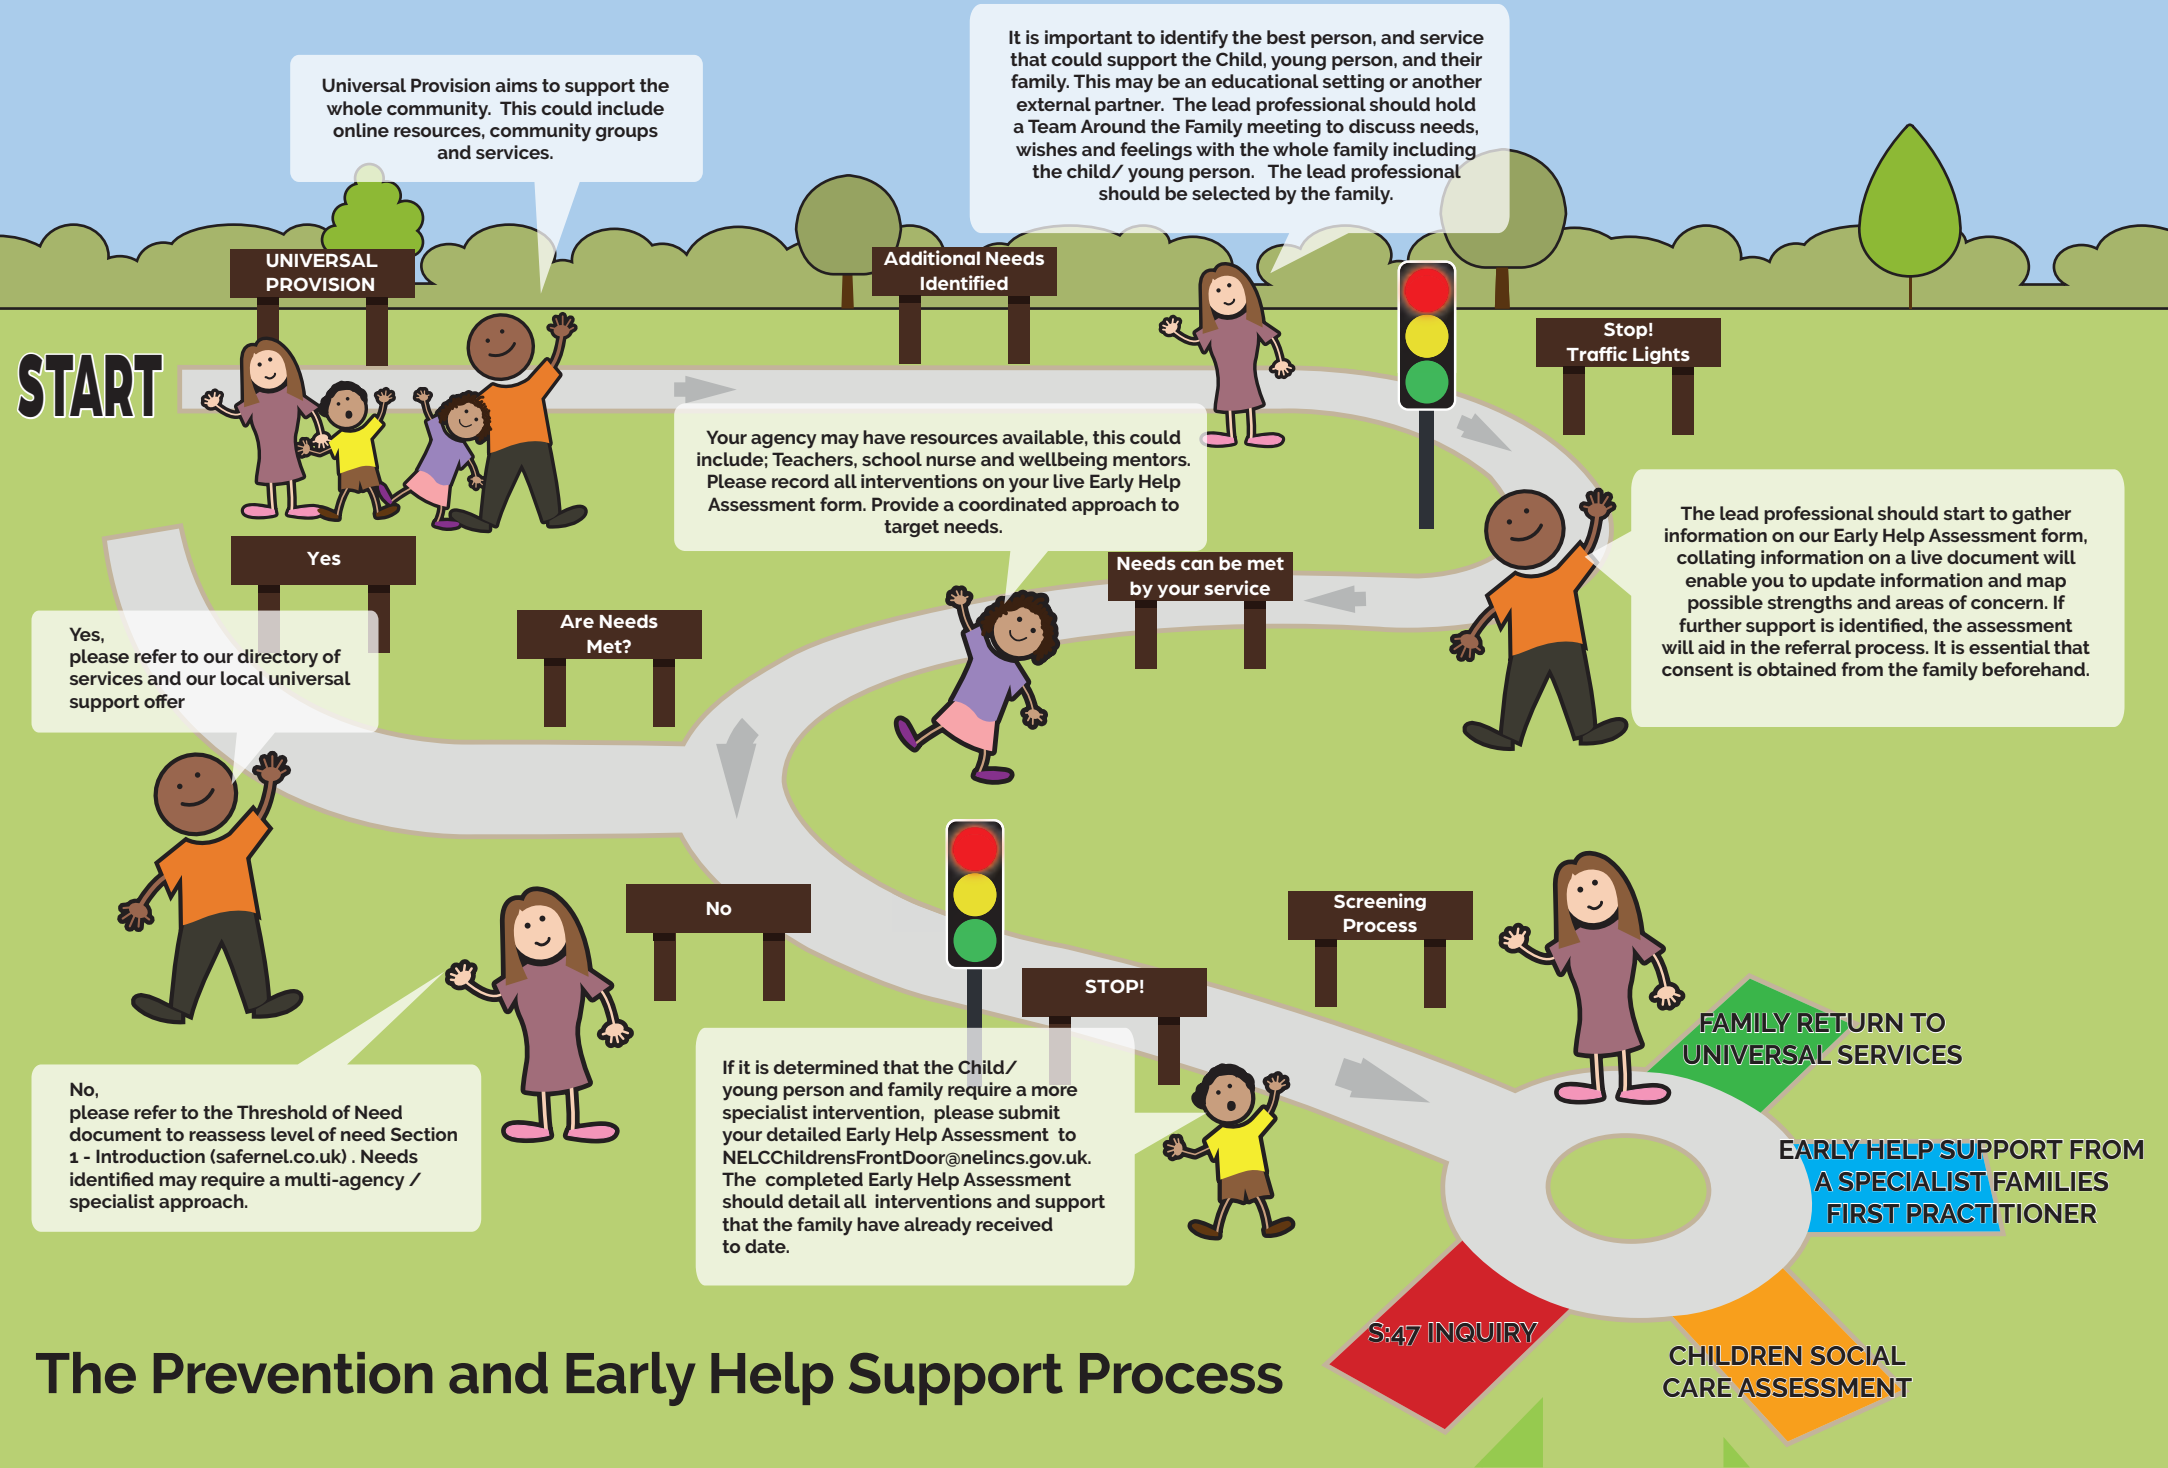 Universal Provision aims to support the
whole community.  This could include
online resources, community groups
and services.
It is important to identify the best person, and service
that could support the Child, young person, and their
family. This may be an educational setting or another
external partner.  The lead professional should hold
a Team Around the Family meeting to discuss needs,
wishes and feelings with the whole family including
the child/ young person.   The lead professional
should be selected by the family.
UNIVERSAL
PROVISION
Additional Needs
Identified
Stop!
Traffic Lights
START
Your agency may have resources available, this could
include; Teachers, school nurse and wellbeing mentors.
Please record all interventions on your live Early Help
Assessment form. Provide a coordinated approach to
target needs.
The lead professional should start to gather
information on our Early Help Assessment form,
collating information on a live document will
enable you to update information and map
possible strengths and areas of concern. If
further support is identified, the assessment
will aid in the referral process. It is essential that
consent is obtained from the family beforehand.
Needs can be met
by your service
Yes
Are Needs
Met?
Yes,
please refer to our directory of
services and our local universal
support offer
No
STOP!
Screening
Process
No,
please refer to the Threshold of Need
document to reassess level of need Section
1 - Introduction (safernel.co.uk) . Needs
identified may require a multi-agency /
specialist approach.
If it is determined that the Child/
young person and family require a more
specialist intervention,  please submit
your detailed Early Help Assessment  to
NELCChildrensFrontDoor@nelincs.gov.uk.
The  completed Early Help Assessment
should detail all  interventions and support
that the family have already received
to date.
FAMILY RETURN TO
UNIVERSAL SERVICES
EARLY HELP SUPPORT FROM
A SPECIALIST FAMILIES
FIRST PRACTITIONER
S:47 INQUIRY
CHILDREN SOCIAL
CARE ASSESSMENT
The Prevention and Early Help Support Process